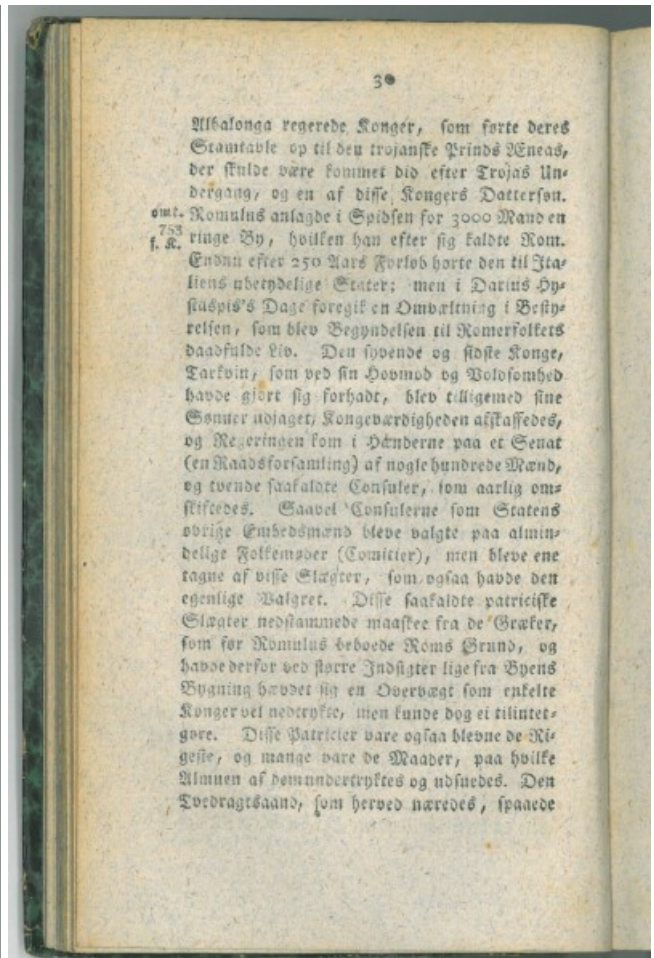 30
Albalonga regerede Konger, som førte deres
Stamtavle op til den trojanske Prinds Æneas,
der skulde være kommet did efter Trojas Un-
dergang, og en af disse Kongers Dattersøn.
omt.
753
f. K.
Romulus anlagde i Spidsen for 3000 Mand en
ringe By, hvilken han efter sig kaldte Rom.
Endnu efter 250 Aars Forløb hørte den til Ita-
liens ubetydelige Stater; men i Darius Hy-
staspis's Dage foregik en Omvæltning i Besty-
relsen, som blev Begyndelsen til Romerfolkets
daadfulde Liv. Den syvende og sidste Konge,
Tarkvin, som ved sin Hovmod og Voldsomhed
havde gjort sig forhadt, blev tilligemed sine
Sønner udjaget, Kongeværdigheden afskaffedes,
og Regeringen kom i Hænderne paa et Senat
(en Raadsforsamling) af nogle hundrede Mænd,
og tvende saakaldte Consuler, som aarlig om-
skiftedes. Saavel Consulerne som Statens
øvrige Embedsmænd bleve valgte paa almin-
delige Folkemøder (Comitier), men bleve ene
tagne af visse Slægter, som ogsaa havde den
egenlige Valgret. Disse saakaldte patriciske
Slægter nedstammede maaskee fra de Græker,
som før Romulus beboede Roms Grund, og
havde derfor ved større Indsigter lige fra Byens
Bygning hævdet sig en Overvægt som enkelte
Konger vel nedtrykte, men kunde dog ei tilintet-
gøre. Disse Patricier vare ogsaa blevne de Ri-
geste, og mange vare de Maader, paa hvilke
Almuen af dem undertryktes og udsuedes. Den
Tvedragtsaand, som herved næredes, spaaede